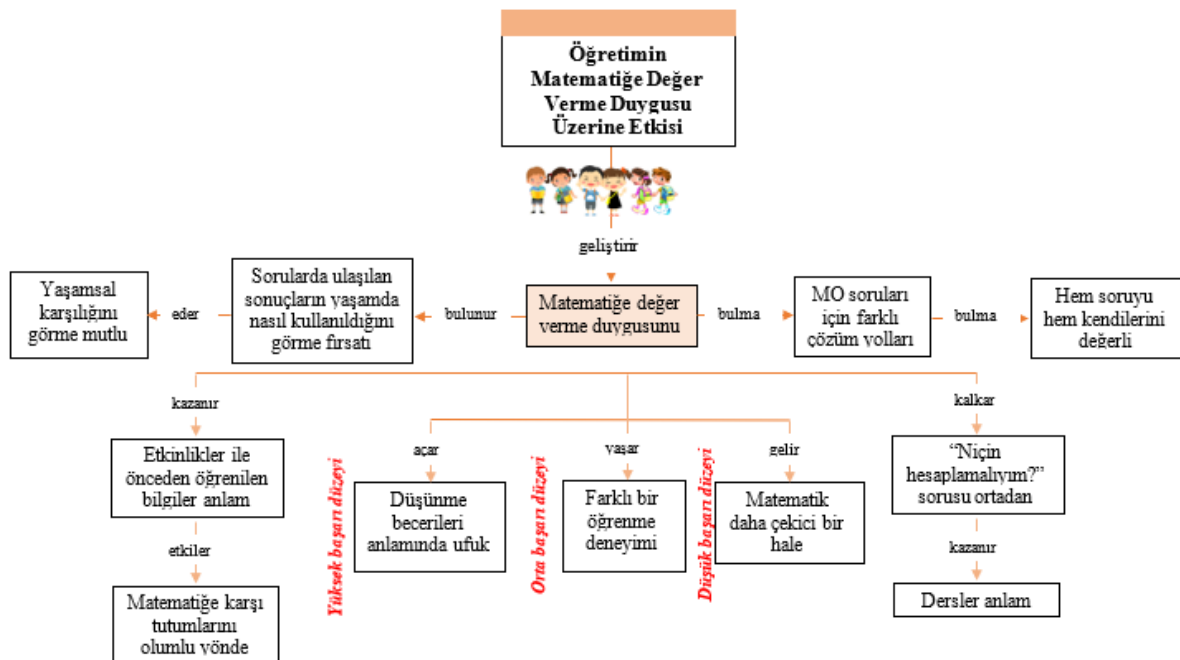 Öğretimin
Matematiğe Değer
Verme Duygusu
Üzerine Etkisi
geliştirir
Yaşamsal
karşılığını
görme mutlu
eder
Sorularda ulaşılan
sonuçların yaşamda
nasıl kullanıldığını
görme fırsatı
bulunur
Matematiğe değer
verme duygusunu
bulma
MO soruları
için farklı
çözüm yolları
bulma
Hem soruyu
hem kendilerini
değerli
kazanır
Etkinlikler ile
önceden öğrenilen
bilgiler anlam
etkiler
Matematiğe karşı
tutumlarını
olumlu yönde
Yüksek başarı düzeyi
açar
Düşünme
becerileri
anlamında ufuk
Orta başarı düzeyi
yaşar
Farklı bir
öğrenme
deneyimi
Düşük başarı düzeyi
gelir
Matematik
daha çekici bir
hale
kalkar
“Niçin
hesaplamalıyım?”
sorusu ortadan
kazanır
Dersler anlam